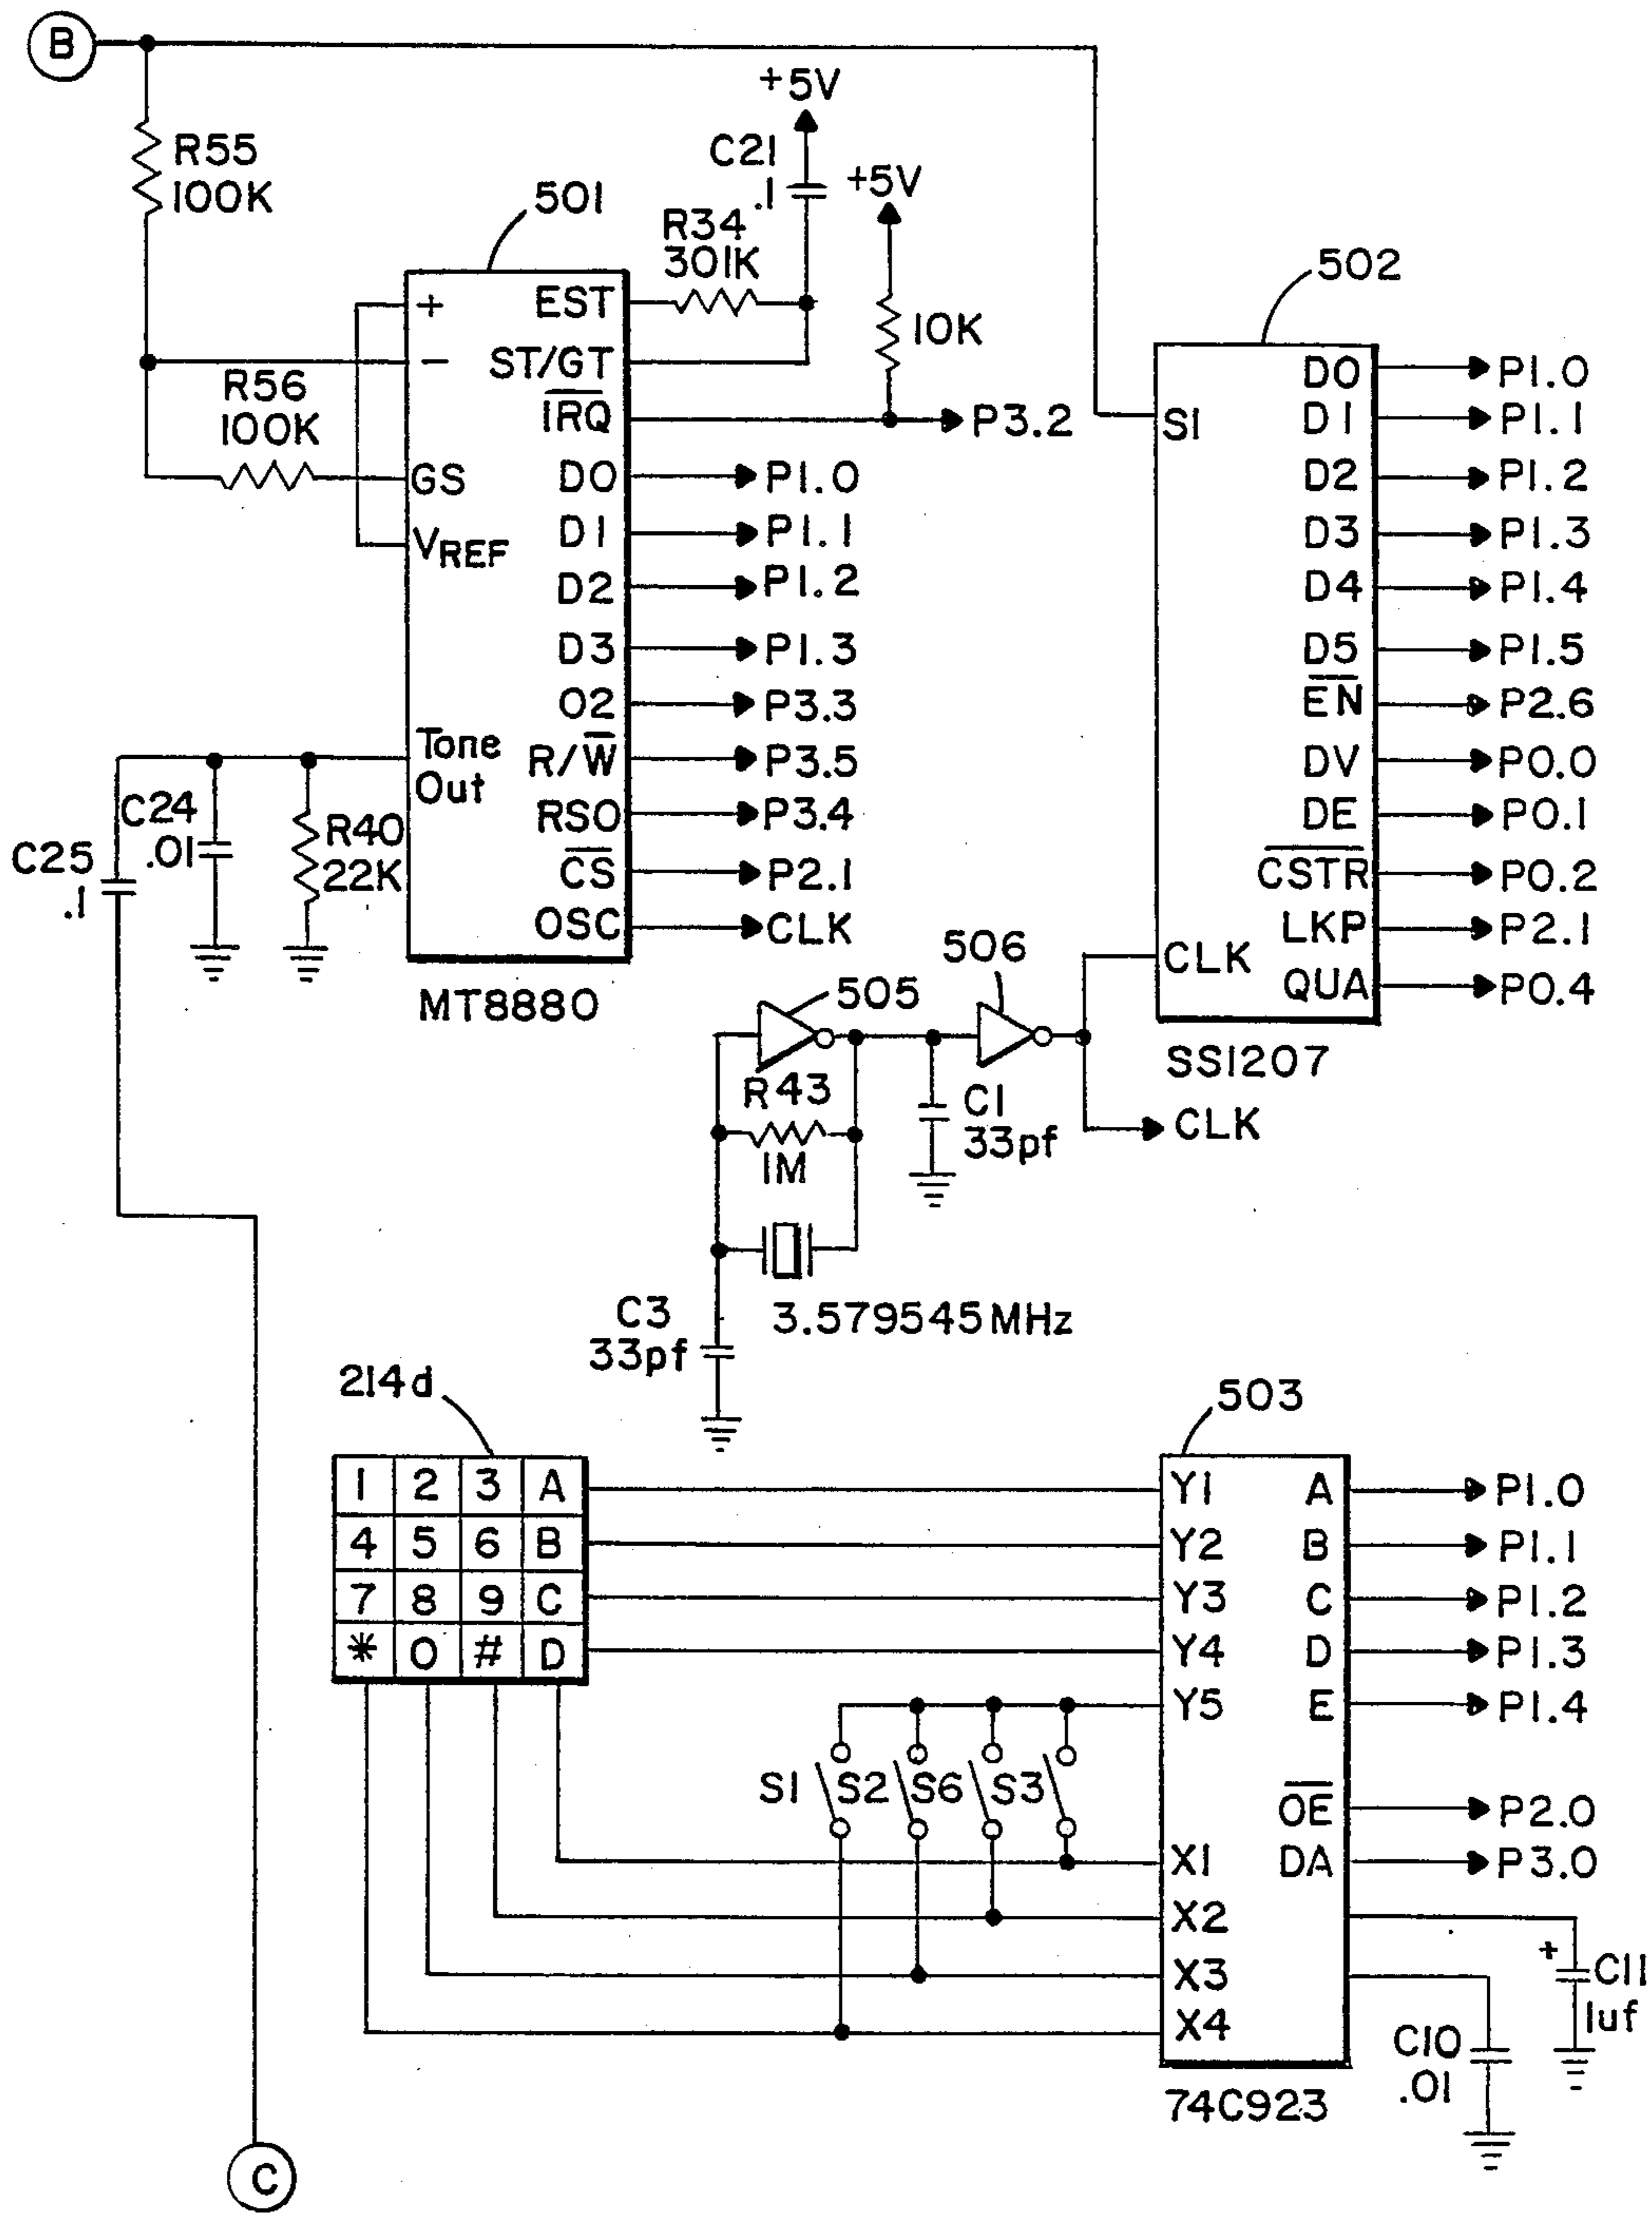 B
+5V
C21
.1
+5V
R55
100K
501
R34
301K
10K
502
+
EST
−
ST/GT
IRQ
P3.2
R56
100K
GS
VREF
D0 P1.0
D1 P1.1
D2 P1.2
D3 P1.3
O2 P3.3
R/W P3.5
RSO P3.4
CS P2.1
OSC CLK
Tone
Out
C24
.01
C25
.1
R40
22K
MT8880
SI
D0 P1.0
D1 P1.1
D2 P1.2
D3 P1.3
D4 P1.4
D5 P1.5
EN P2.6
DV P0.0
DE P0.1
CSTR P0.2
LKP P2.1
QUA P0.4
CLK
SSI207
505
506
R43
1M
C1
33pf
CLK
3.579545MHz
C3
33pf
214d
503
1 2 3 A
4 5 6 B
7 8 9 C
* 0 # D
Y1 A P1.0
Y2 B P1.1
Y3 C P1.2
Y4 D P1.3
Y5 E P1.4
S1 S2 S6 S3
OE P2.0
X1 DA P3.0
X2
X3
X4
+
C11
1uf
C10
.01
74C923
C